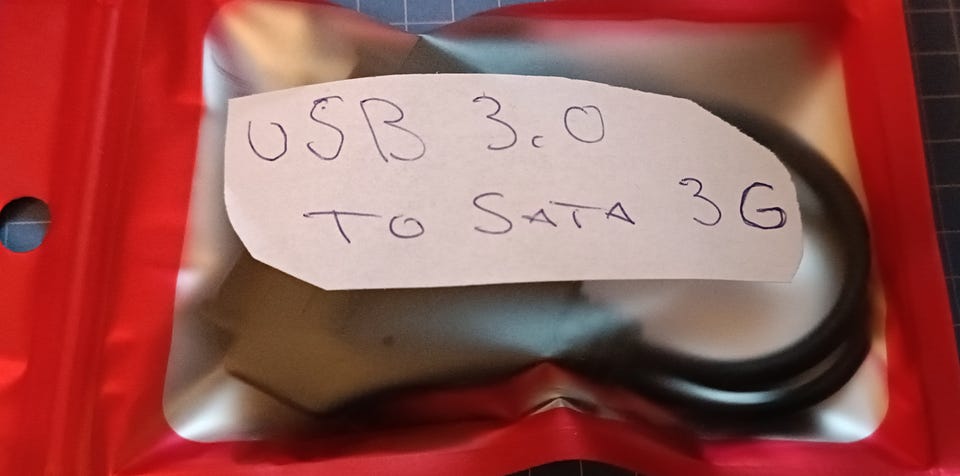 USB 3.0
TO SATA 3G